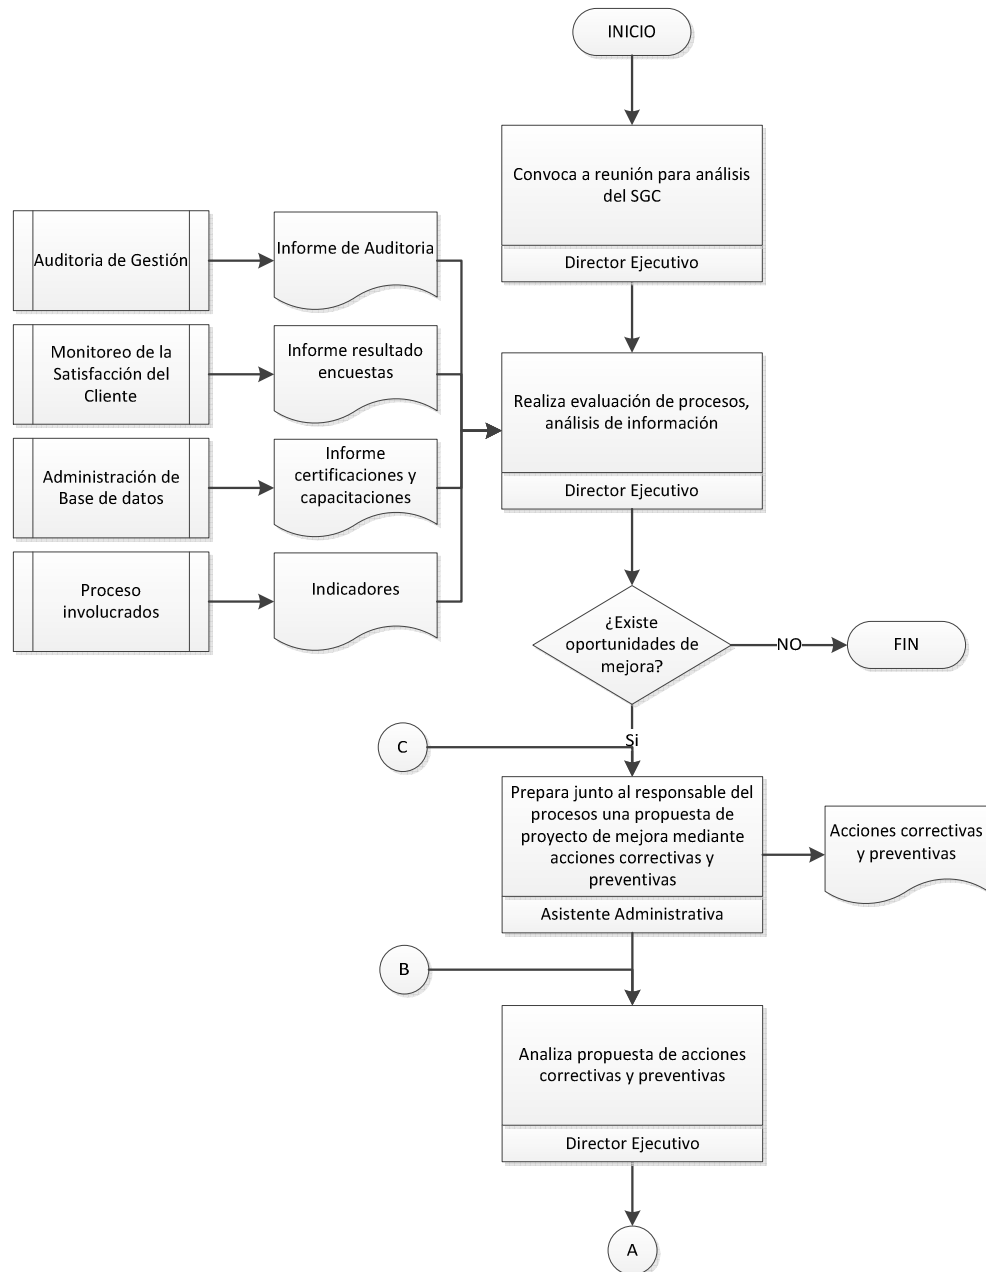 INICIO
Convoca a reunión para análisis
del SGC
Director Ejecutivo
Auditoria de Gestión
Informe de Auditoria
Monitoreo de la
Satisfacción del
Cliente
Informe resultado
encuestas
Administración de
Base de datos
Informe
certificaciones y
capacitaciones
Proceso
involucrados
Indicadores
Realiza evaluación de procesos,
análisis de información
Director Ejecutivo
¿Existe
oportunidades de
mejora?
NO
FIN
Si
C
Prepara junto al responsable del
procesos una propuesta de
proyecto de mejora mediante
acciones correctivas y
preventivas
Asistente Administrativa
Acciones correctivas
y preventivas
B
Analiza propuesta de acciones
correctivas y preventivas
Director Ejecutivo
A